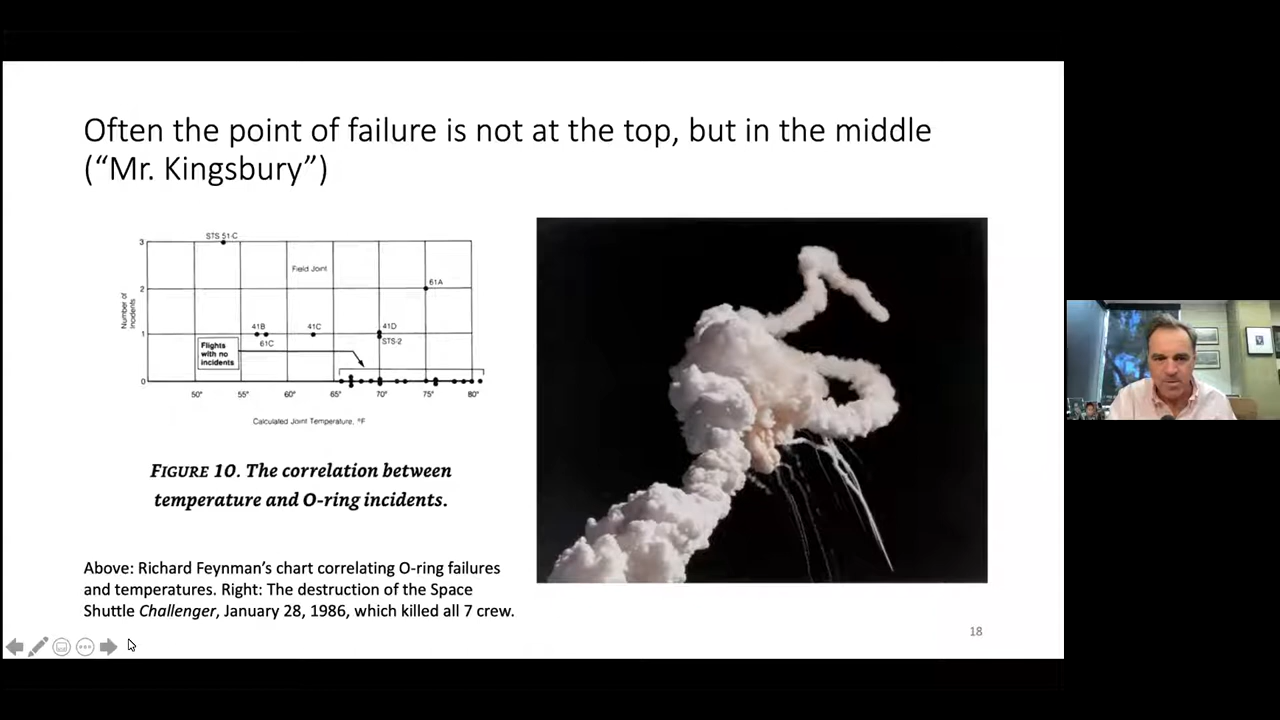 Often the point of failure is not at the top, but in the middle
(“Mr. Kingsbury”)
STS 51-C
3
Field Joint
61A
2
Number of
Incidents
41B
41C
41D
1
61C
STS-2
Flights
with no
incidents
0
50°
55°
60°
65°
70°
75°
80°
Calculated Joint Temperature, °F
FIGURE 10. The correlation between
temperature and O-ring incidents.
Above: Richard Feynman’s chart correlating O-ring failures
and temperatures. Right: The destruction of the Space
Shuttle Challenger, January 28, 1986, which killed all 7 crew.
18